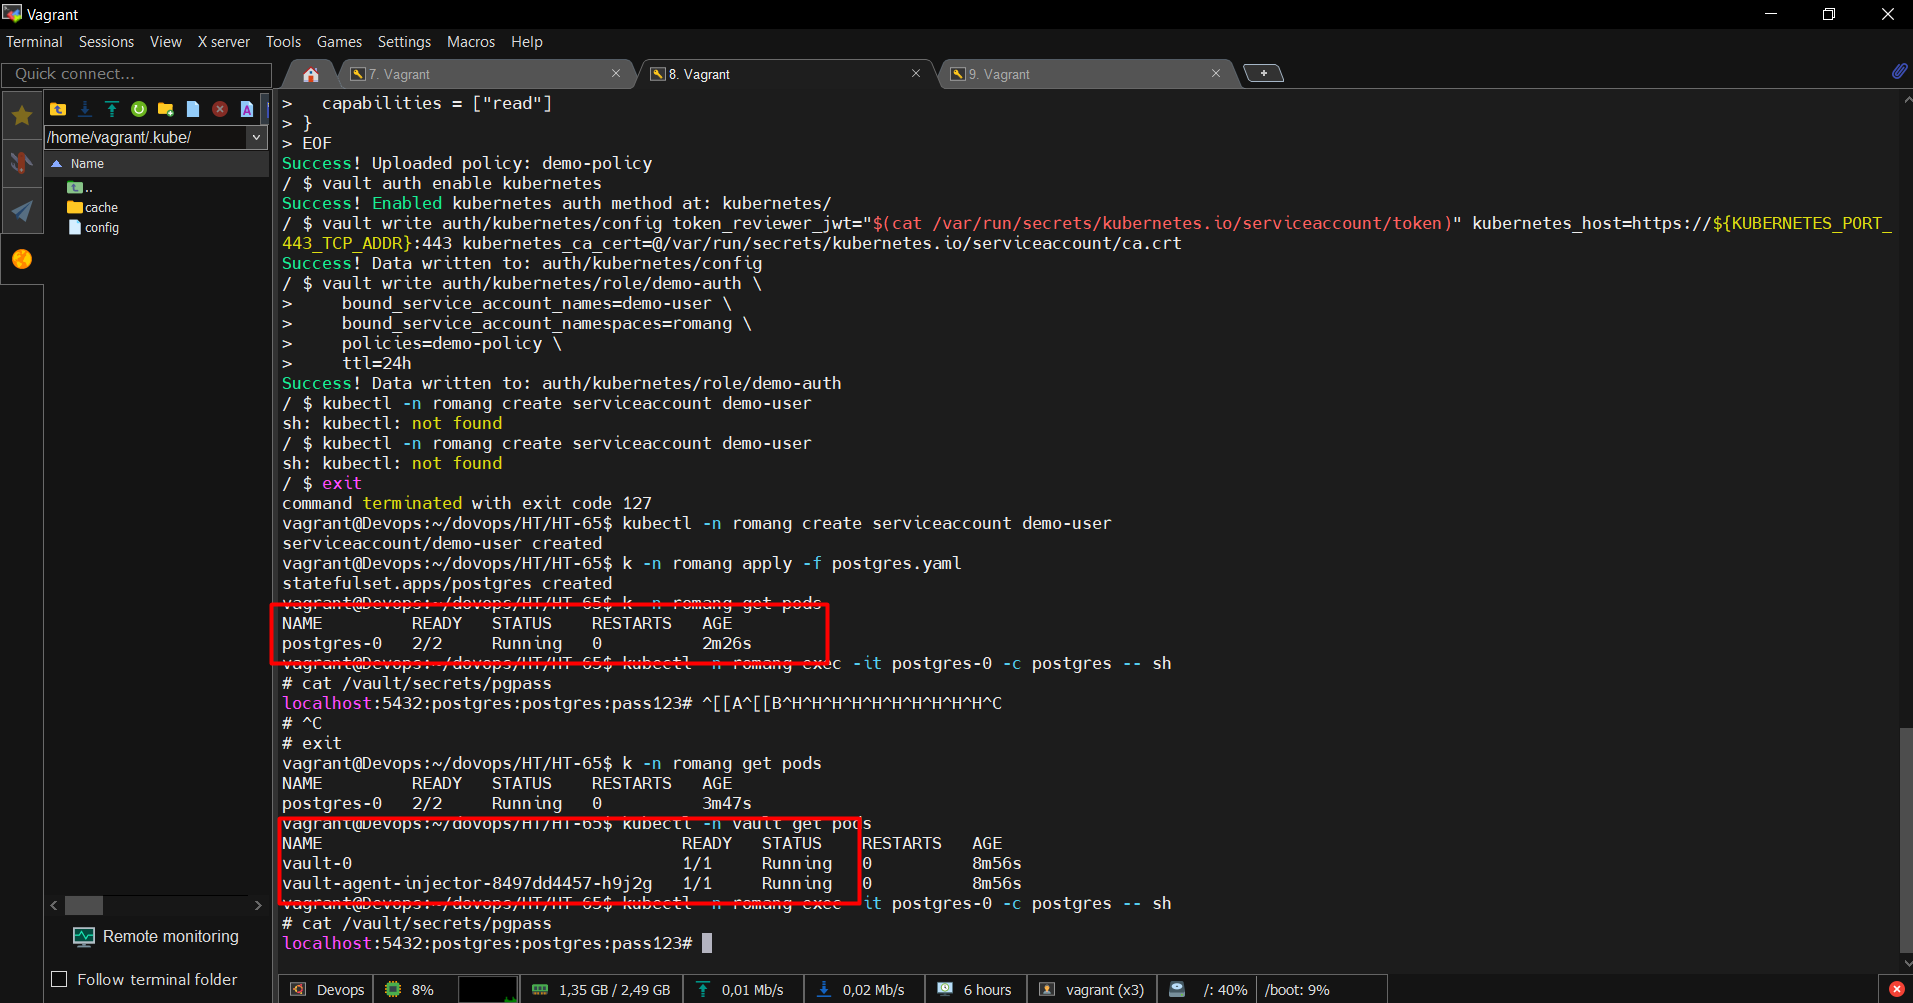 Vagrant
Terminal Sessions View X server Tools Games Settings Macros Help
Quick connect...
7. Vagrant
8. Vagrant
9. Vagrant
/home/vagrant/.kube/
Name
..
cache
config
>   capabilities = ["read"]
> }
> EOF
Success! Uploaded policy: demo-policy
/ $ vault auth enable kubernetes
Success! Enabled kubernetes auth method at: kubernetes/
/ $ vault write auth/kubernetes/config token_reviewer_jwt="$(cat /var/run/secrets/kubernetes.io/serviceaccount/token)" kubernetes_host=https://${KUBERNETES_PORT_
443_TCP_ADDR}:443 kubernetes_ca_cert=@/var/run/secrets/kubernetes.io/serviceaccount/ca.crt
Success! Data written to: auth/kubernetes/config
/ $ vault write auth/kubernetes/role/demo-auth \
>     bound_service_account_names=demo-user \
>     bound_service_account_namespaces=romang \
>     policies=demo-policy \
>     ttl=24h
Success! Data written to: auth/kubernetes/role/demo-auth
/ $ kubectl -n romang create serviceaccount demo-user
sh: kubectl: not found
/ $ kubectl -n romang create serviceaccount demo-user
sh: kubectl: not found
/ $ exit
command terminated with exit code 127
vagrant@Devops:~/dovops/HT/HT-65$ kubectl -n romang create serviceaccount demo-user
serviceaccount/demo-user created
vagrant@Devops:~/dovops/HT/HT-65$ k -n romang apply -f postgres.yaml
statefulset.apps/postgres created
vagrant@Devops:~/dovops/HT/HT-65$ k -n romang get pods
NAME         READY   STATUS    RESTARTS   AGE
postgres-0   2/2     Running   0          2m26s
vagrant@Devops:~/dovops/HT/HT-65$ kubectl -n romang exec -it postgres-0 -c postgres -- sh
# cat /vault/secrets/pgpass
localhost:5432:postgres:postgres:pass123# ^[[A^[[B^H^H^H^H^H^H^H^H^H^H^H^C
# ^C
# exit
vagrant@Devops:~/dovops/HT/HT-65$ k -n romang get pods
NAME         READY   STATUS    RESTARTS   AGE
postgres-0   2/2     Running   0          3m47s
vagrant@Devops:~/dovops/HT/HT-65$ kubectl -n vault get pods
NAME                                    READY   STATUS    RESTARTS   AGE
vault-0                                 1/1     Running   0          8m56s
vault-agent-injector-8497dd4457-h9j2g   1/1     Running   0          8m56s
vagrant@Devops:~/dovops/HT/HT-65$ kubectl -n romang exec -it postgres-0 -c postgres -- sh
# cat /vault/secrets/pgpass
localhost:5432:postgres:postgres:pass123#
Remote monitoring
Follow terminal folder
Devops 8% 1,35 GB / 2,49 GB 0,01 Mb/s 0,02 Mb/s 6 hours vagrant (x3) /: 40% /boot: 9%